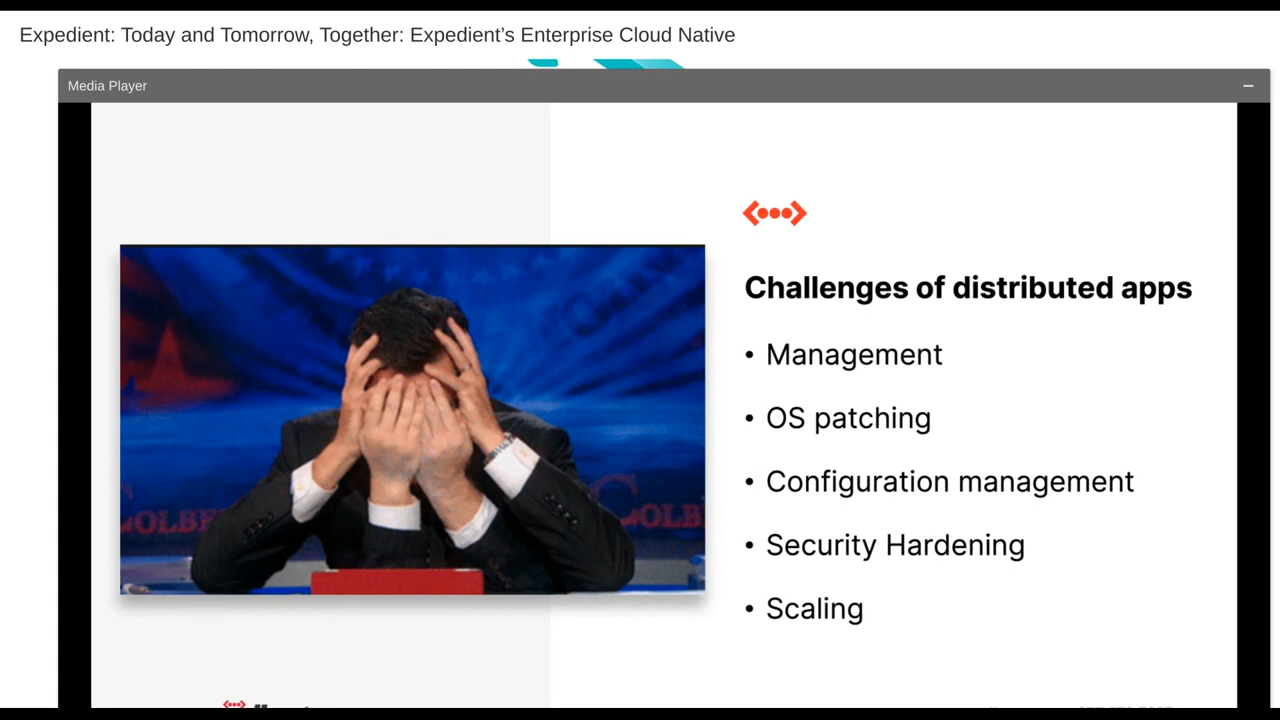 Expedient: Today and Tomorrow, Together: Expedient’s Enterprise Cloud Native
Media Player
Challenges of distributed apps
• Management
• OS patching
• Configuration management
• Security Hardening
• Scaling